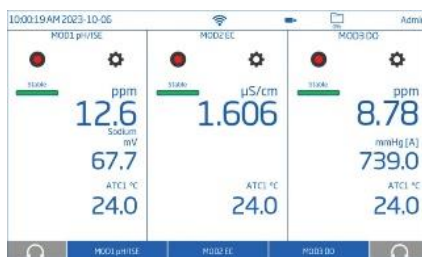 10:00:19 AM 2023-10-06
0%
Admin
MOD1 pH/ISE
MOD2 EC
MOD3 DO
Stable
Stable
Stable
ppm
µS/cm
ppm
12.6
1.606
8.78
Sodium
mV
mmHg [A]
67.7
739.0
ATC1 °C
ATC1 °C
ATC1 °C
24.0
24.0
24.0
MOD1 pH/ISE
MOD2 EC
MOD3 DO